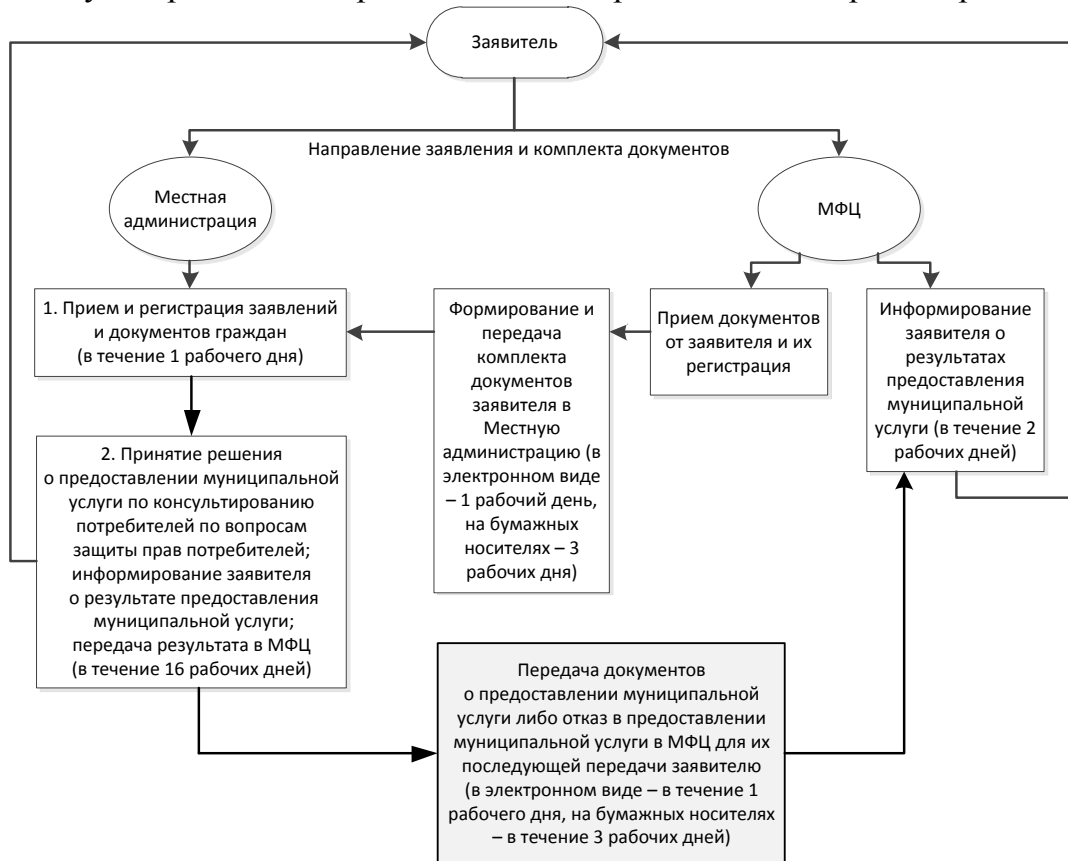 Заявитель
Направление заявления и комплекта документов
Местная
администрация
МФЦ
1. Прием и регистрация заявлений
и документов граждан
(в течение 1 рабочего дня)
Формирование и
передача
комплекта
документов
заявителя в
Местную
администрацию (в
электронном виде
– 1 рабочий день,
на бумажных
носителях – 3
рабочих дня)
Прием документов
от заявителя и их
регистрация
Информирование
заявителя о
результатах
предоставления
муниципальной
услуги (в течение 2
рабочих дней)
2. Принятие решения
о предоставлении муниципальной
услуги по консультированию
потребителей по вопросам
защиты прав потребителей;
информирование заявителя
о результате предоставления
муниципальной услуги;
передача результата в МФЦ
(в течение 16 рабочих дней)
Передача документов
о предоставлении муниципальной
услуги либо отказ в предоставлении
муниципальной услуги в МФЦ для их
последующей передачи заявителю
(в электронном виде – в течение 1
рабочего дня, на бумажных носителях
– в течение 3 рабочих дней)